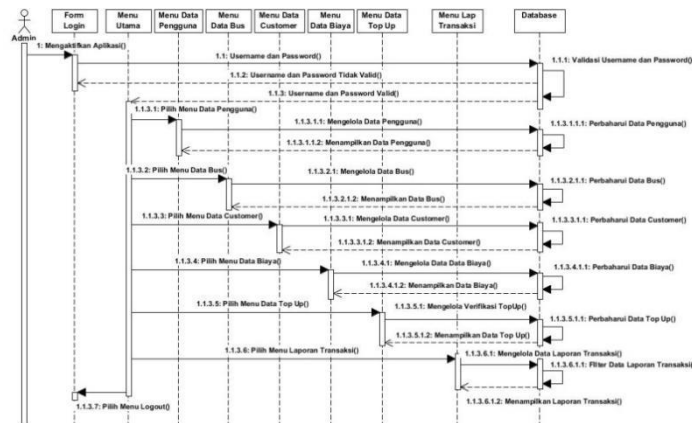 Form Login
Menu Utama
Menu Data Pengguna
Menu Data Bus
Menu Data Customer
Menu Data Biaya
Menu Data Top Up
Menu Lap Transaksi
Database
Admin
1: Mengaktifkan Aplikasi()
1.1: Username dan Password()
1.1.1: Validasi Username dan Password()
1.1.2: Username dan Password Tidak Valid()
1.1.3: Username dan Password Valid()
1.1.3.1: Pilih Menu Data Pengguna()
1.1.3.1.1: Mengelola Data Pengguna()
1.1.3.1.1.1: Perbaharui Data Pengguna()
1.1.3.1.1.2: Menampilkan Data Pengguna()
1.1.3.2: Pilih Menu Data Bus()
1.1.3.2.1: Mengelola Data Bus()
1.1.3.2.1.1: Perbaharui Data Bus()
1.1.3.2.1.2: Menampilkan Data Bus()
1.1.3.3: Pilih Menu Data Customer()
1.1.3.3.1: Mengelola Data Customer()
1.1.3.3.1.1: Perbaharui Data Customer()
1.1.3.3.1.2: Menampilkan Data Customer()
1.1.3.4: Pilih Menu Data Biaya()
1.1.3.4.1: Mengelola Data Data Biaya()
1.1.3.4.1.1: Perbaharui Data Biaya()
1.1.3.4.1.2: Menampilkan Data Biaya()
1.1.3.5: Pilih Menu Data Top Up()
1.1.3.5.1: Mengelola Verifikasi TopUp()
1.1.3.5.1.1: Perbaharui Data Top Up()
1.1.3.5.1.2: Menampilkan Data Top Up()
1.1.3.6: Pilih Menu Laporan Transaksi()
1.1.3.6.1: Mengelola Data Laporan Transaksi()
1.1.3.6.1.1: Filter Data Laporan Transaksi()
1.1.3.6.1.2: Menampilkan Laporan Transaksi()
1.1.3.7: Pilih Menu Logout()